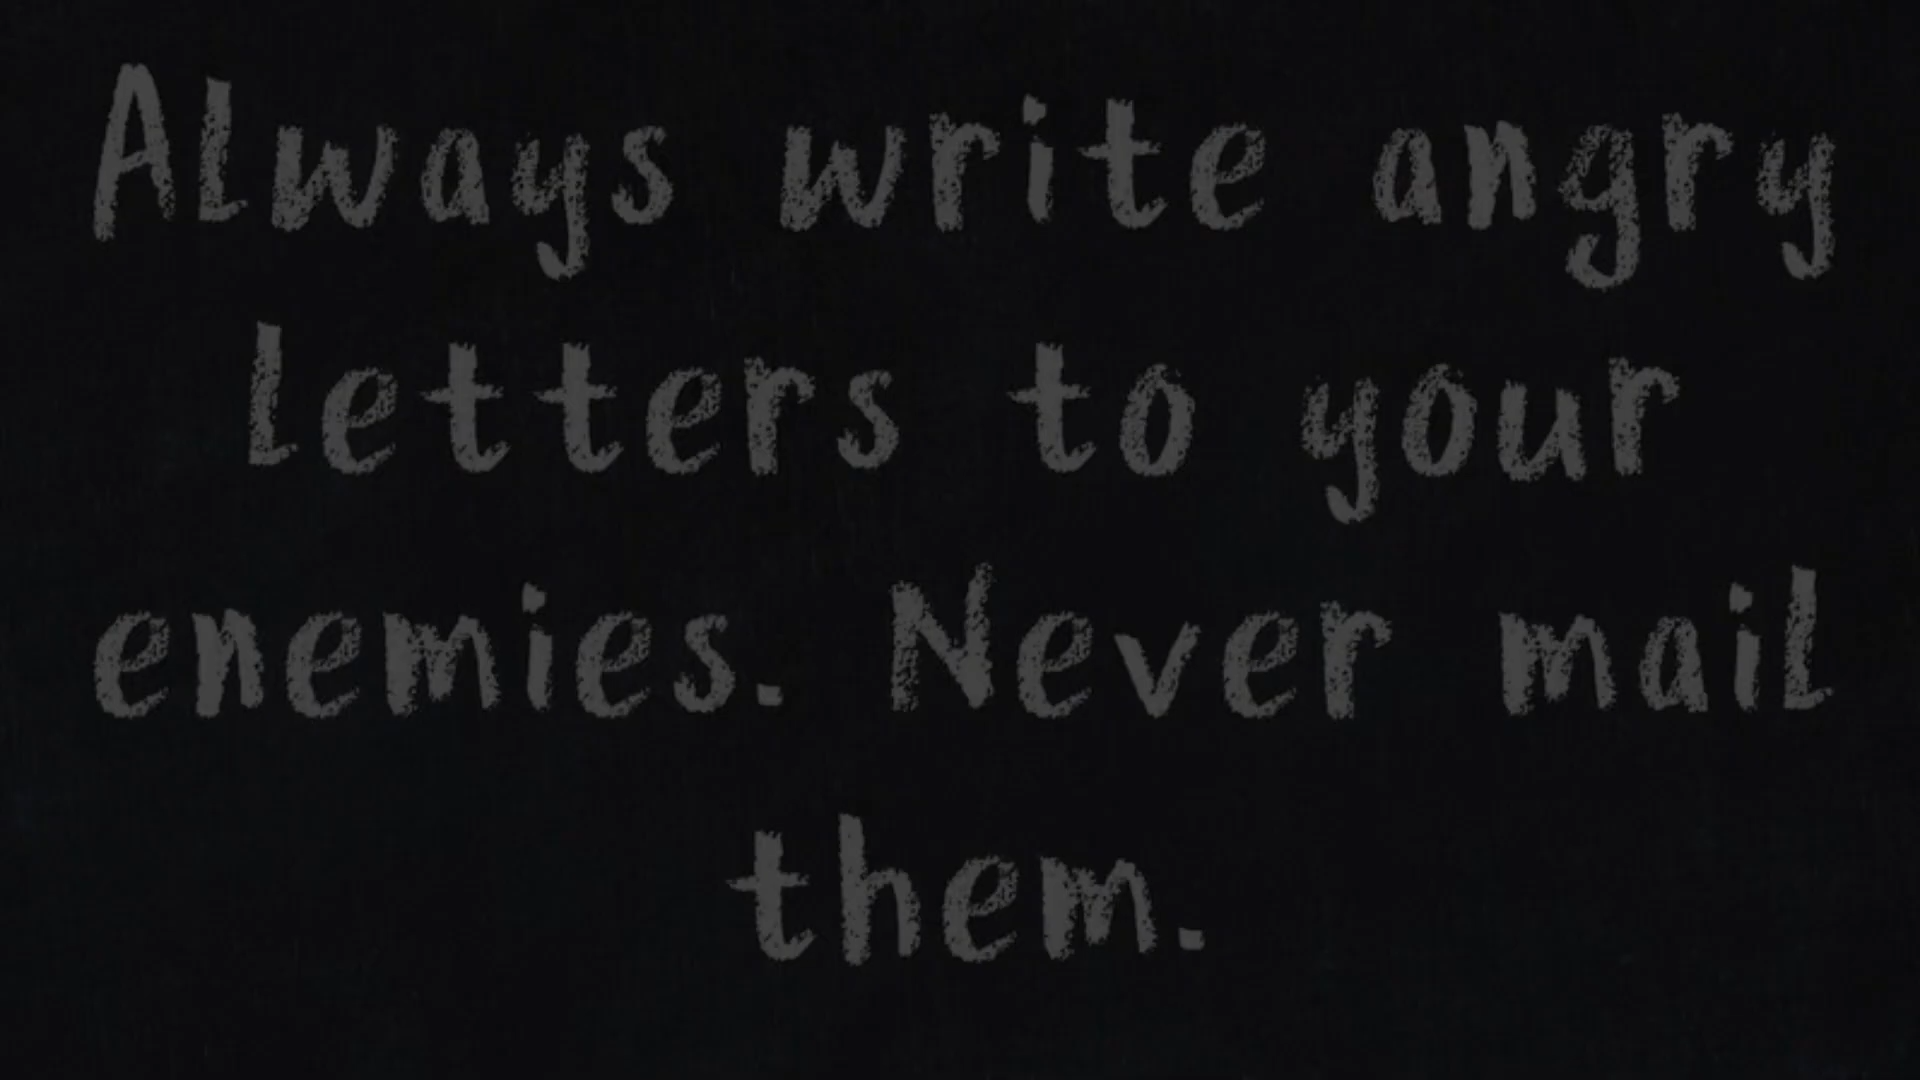 Always write angry
letters to your
enemies. Never mail
them.